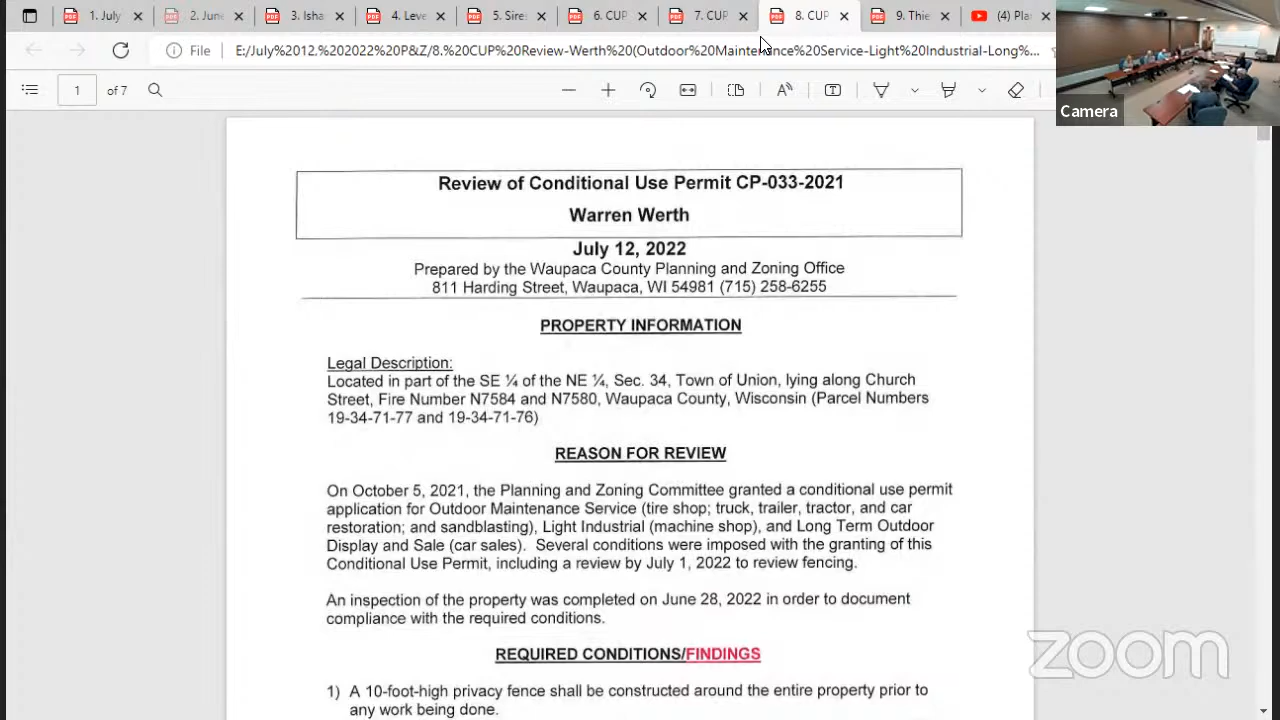 1. July
2. June
3. Isha
4. Leve
5. Sires
6. CUP
7. CUP
8. CUP
9. Thie
(4) Pla
File
E:/July%2012.%202022%20P&Z/8.%20CUP%20Review-Werth%20(Outdoor%20Maintenance%20Service-Light%20Industrial-Long%...
1 of 7
Camera
Review of Conditional Use Permit CP-033-2021
Warren Werth
July 12, 2022
Prepared by the Waupaca County Planning and Zoning Office
811 Harding Street, Waupaca, WI 54981 (715) 258-6255
PROPERTY INFORMATION
Legal Description:
Located in part of the SE ¼ of the NE ¼, Sec. 34, Town of Union, lying along Church
Street, Fire Number N7584 and N7580, Waupaca County, Wisconsin (Parcel Numbers
19-34-71-77 and 19-34-71-76)
REASON FOR REVIEW
On October 5, 2021, the Planning and Zoning Committee granted a conditional use permit
application for Outdoor Maintenance Service (tire shop; truck, trailer, tractor, and car
restoration; and sandblasting), Light Industrial (machine shop), and Long Term Outdoor
Display and Sale (car sales). Several conditions were imposed with the granting of this
Conditional Use Permit, including a review by July 1, 2022 to review fencing.
An inspection of the property was completed on June 28, 2022 in order to document
compliance with the required conditions.
REQUIRED CONDITIONS/FINDINGS
1) A 10-foot-high privacy fence shall be constructed around the entire property prior to
any work being done.
zoom